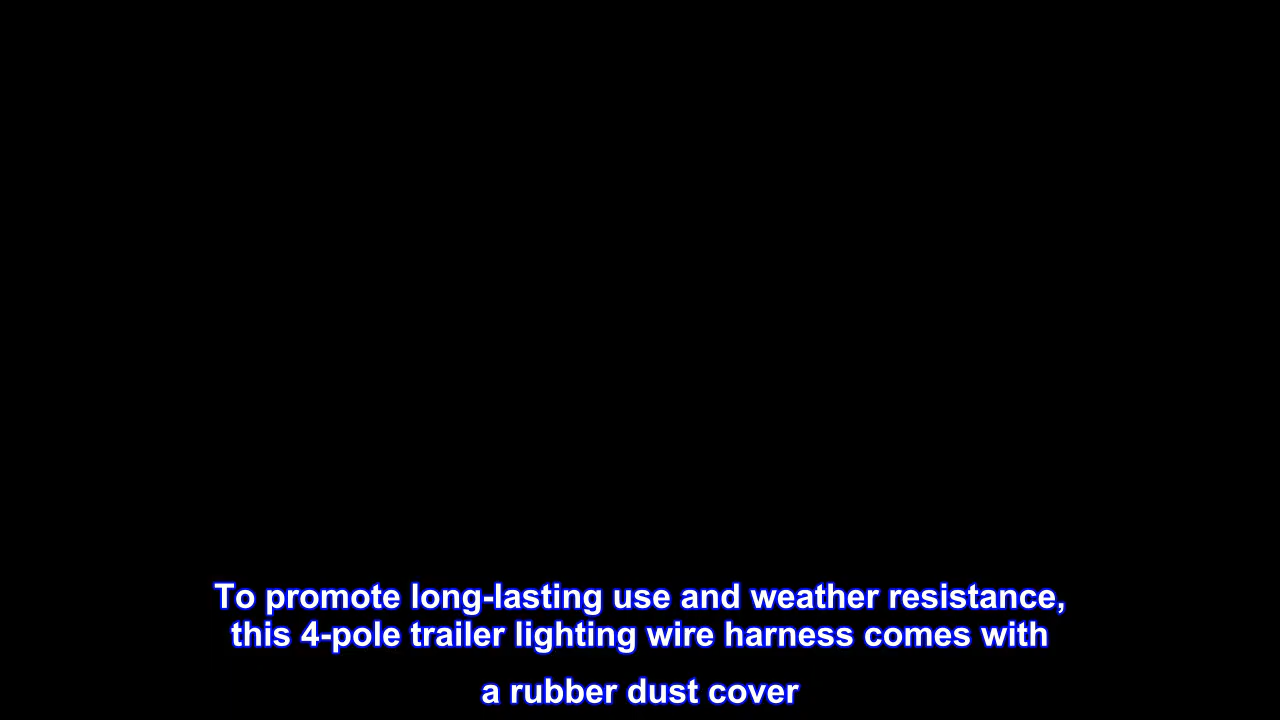 To promote long-lasting use and weather resistance,
this 4-pole trailer lighting wire harness comes with
a rubber dust cover